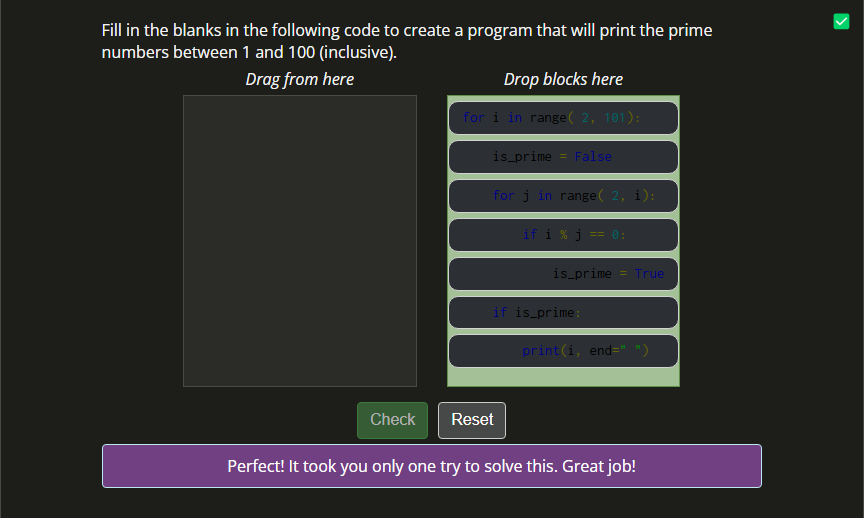 Fill in the blanks in the following code to create a program that will print the prime
numbers between 1 and 100 (inclusive).
Drag from here
Drop blocks here
for i in range( 2, 101):
is_prime = False
for j in range( 2, i):
if i % j == 0:
is_prime = True
if is_prime:
print(i, end=" ")
Check
Reset
Perfect! It took you only one try to solve this. Great job!